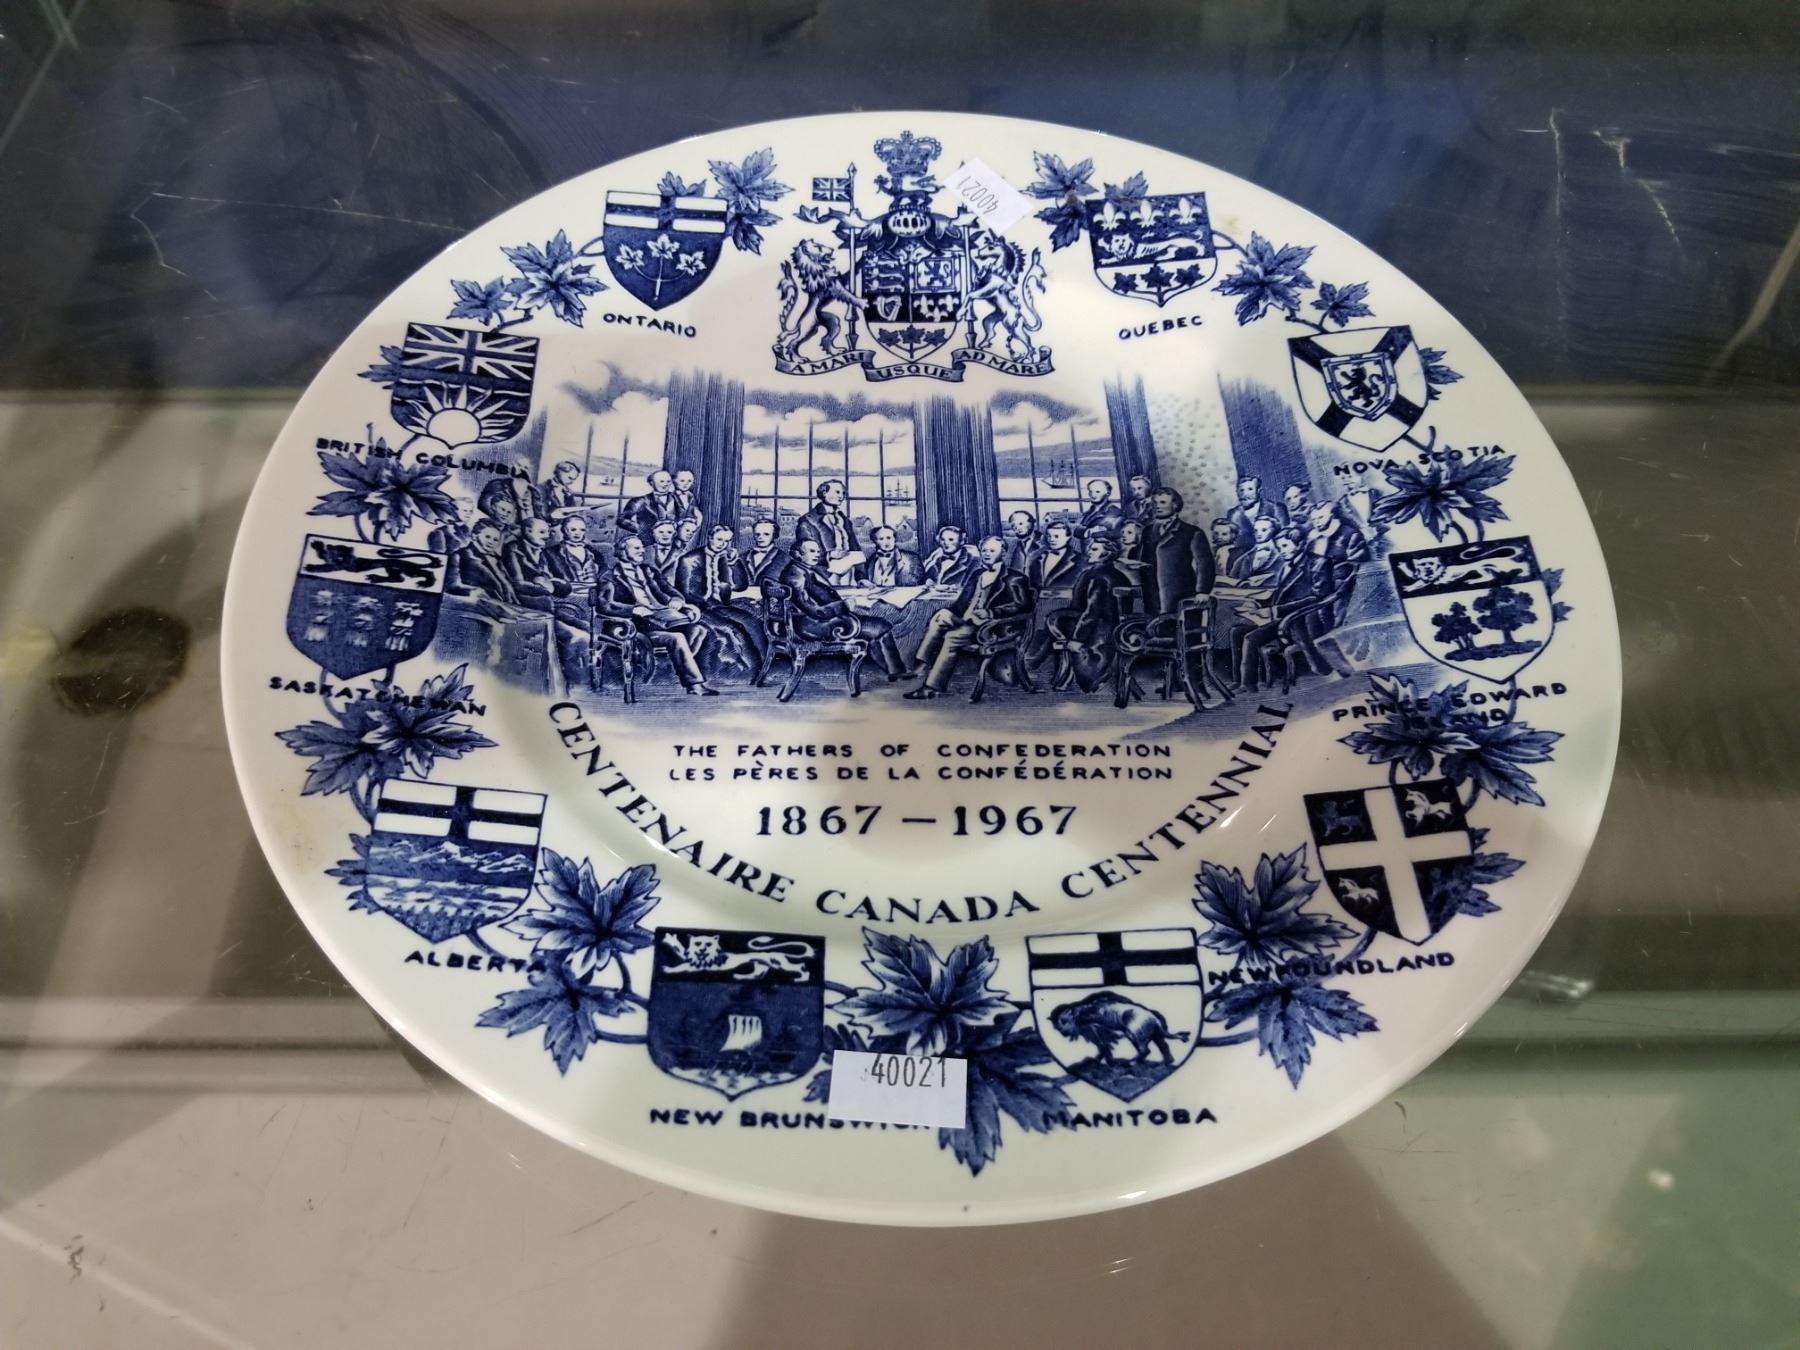 40021
A MARI USQUE AD MARE
ONTARIO
QUEBEC
BRITISH COLUMBIA
NOVA SCOTIA
SASKATCHEWAN
PRINCE EDWARD
ISLAND
THE FATHERS OF CONFEDERATION
LES PÈRES DE LA CONFÉDÉRATION
1867 – 1967
CENTENAIRE CANADA CENTENNIAL
ALBERTA
NEWFOUNDLAND
NEW BRUNSWICK
MANITOBA
40021